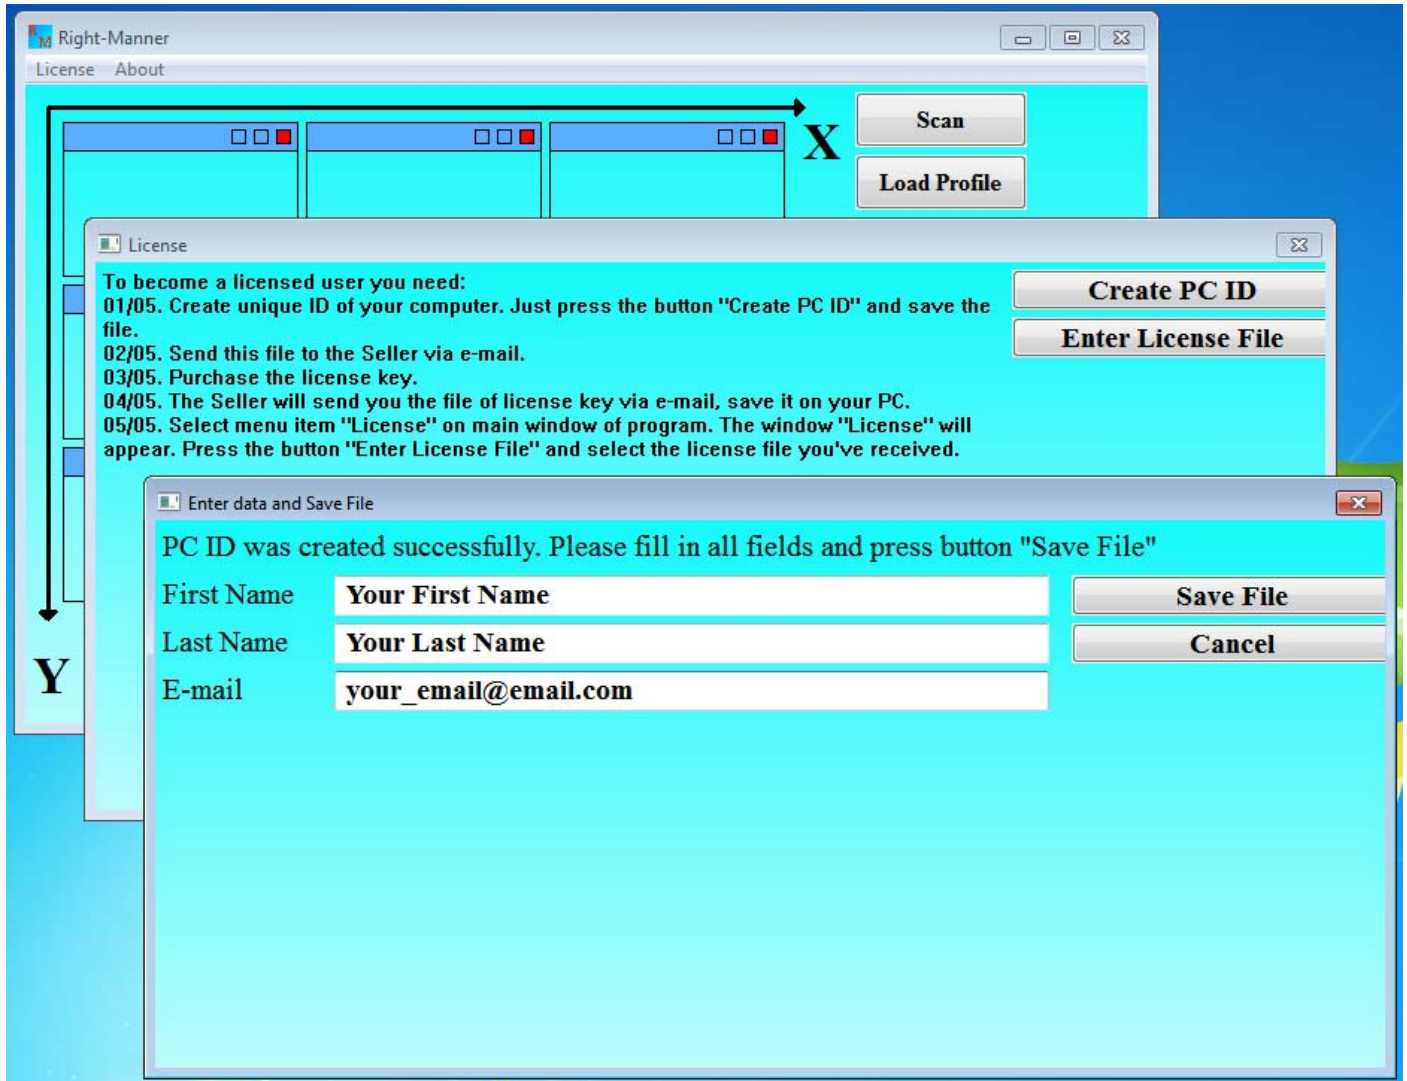 Right-Manner
License About
Scan
X
Load Profile
License
To become a licensed user you need:
01/05. Create unique ID of your computer. Just press the button "Create PC ID" and save the
file.
02/05. Send this file to the Seller via e-mail.
03/05. Purchase the license key.
04/05. The Seller will send you the file of license key via e-mail, save it on your PC.
05/05. Select menu item "License" on main window of program. The window "License" will
appear. Press the button "Enter License File" and select the license file you've received.
Create PC ID
Enter License File
Enter data and Save File
PC ID was created successfully. Please fill in all fields and press button "Save File"
First Name Your First Name Save File
Last Name Your Last Name Cancel
E-mail your_email@email.com
Y